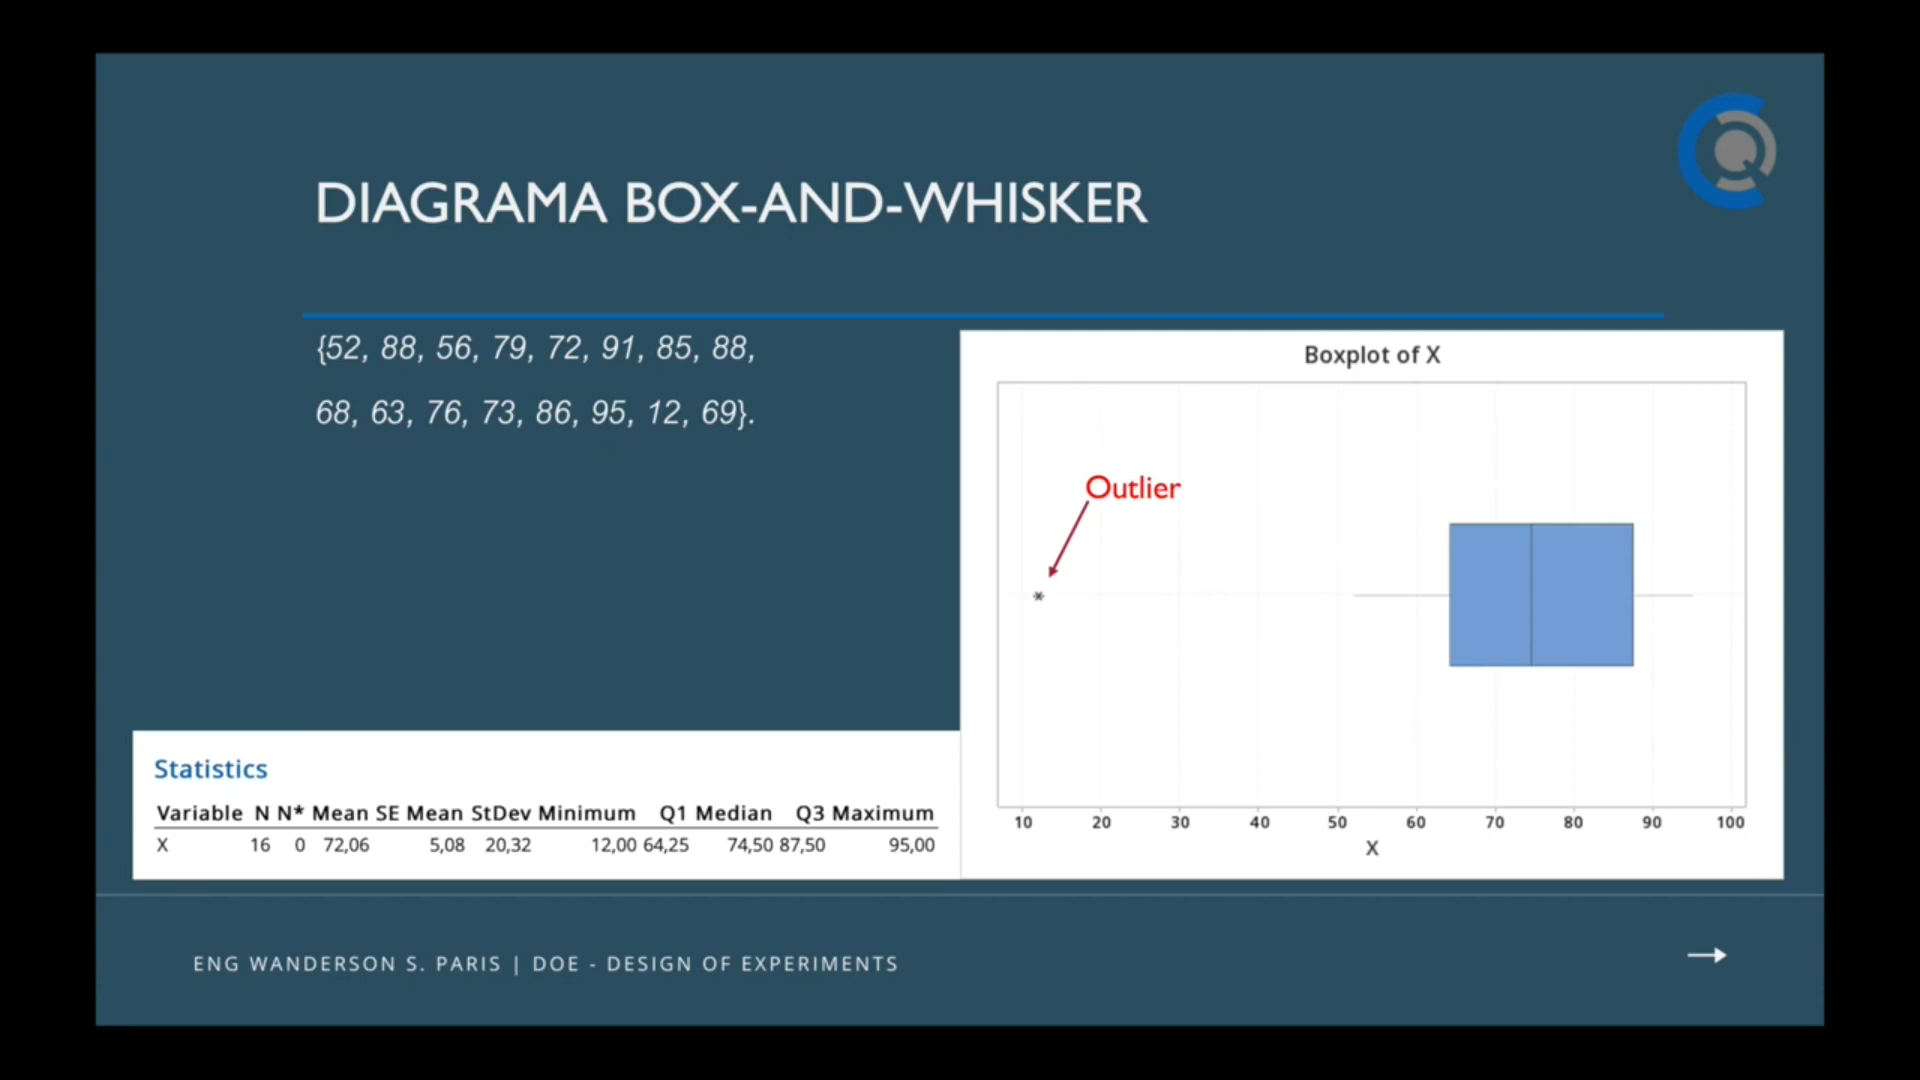 DIAGRAMA BOX-AND-WHISKER
{52, 88, 56, 79, 72, 91, 85, 88,
68, 63, 76, 73, 86, 95, 12, 69}.
Boxplot of X
Outlier
*
10 20 30 40 50 60 70 80 90 100
X
Statistics
Variable N N* Mean SE Mean StDev Minimum Q1 Median Q3 Maximum
X 16 0 72,06 5,08 20,32 12,00 64,25 74,50 87,50 95,00
ENG WANDERSON S. PARIS | DOE - DESIGN OF EXPERIMENTS